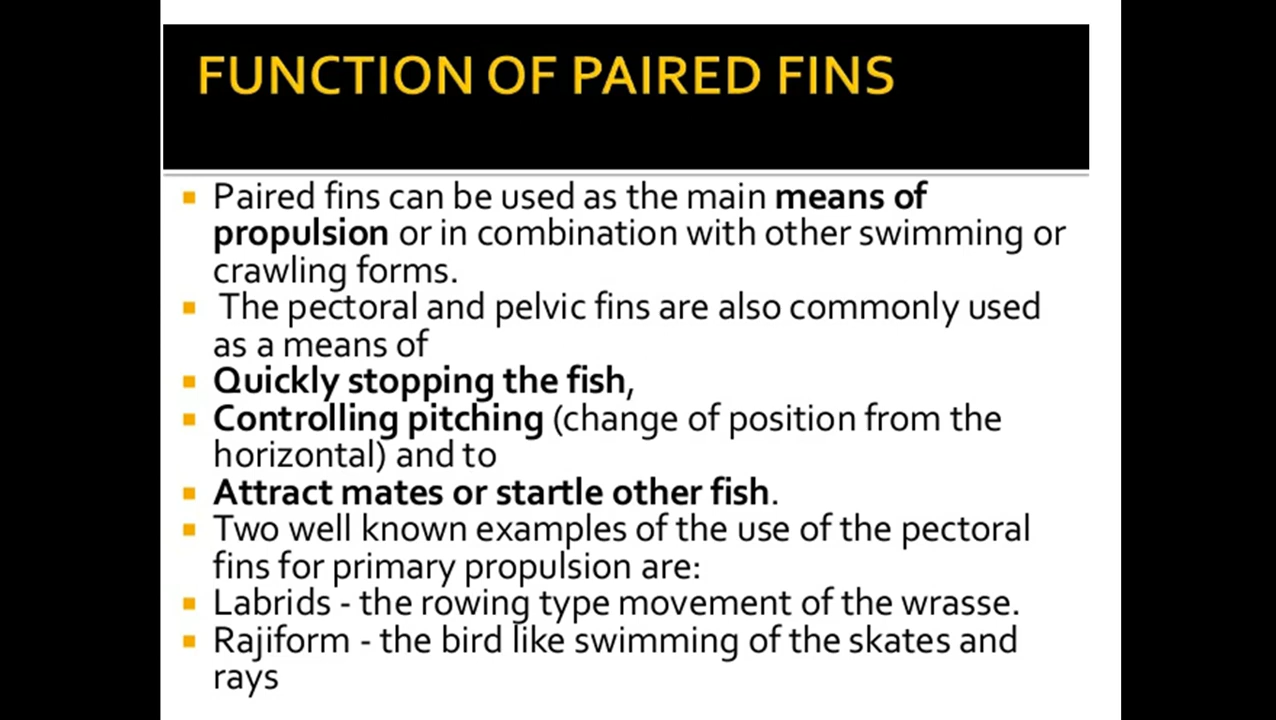 FUNCTION OF PAIRED FINS
▪ Paired fins can be used as the main means of
propulsion or in combination with other swimming or
crawling forms.
▪ The pectoral and pelvic fins are also commonly used
as a means of
▪ Quickly stopping the fish,
▪ Controlling pitching (change of position from the
horizontal) and to
▪ Attract mates or startle other fish.
▪ Two well known examples of the use of the pectoral
fins for primary propulsion are:
▪ Labrids - the rowing type movement of the wrasse.
▪ Rajiform - the bird like swimming of the skates and
rays